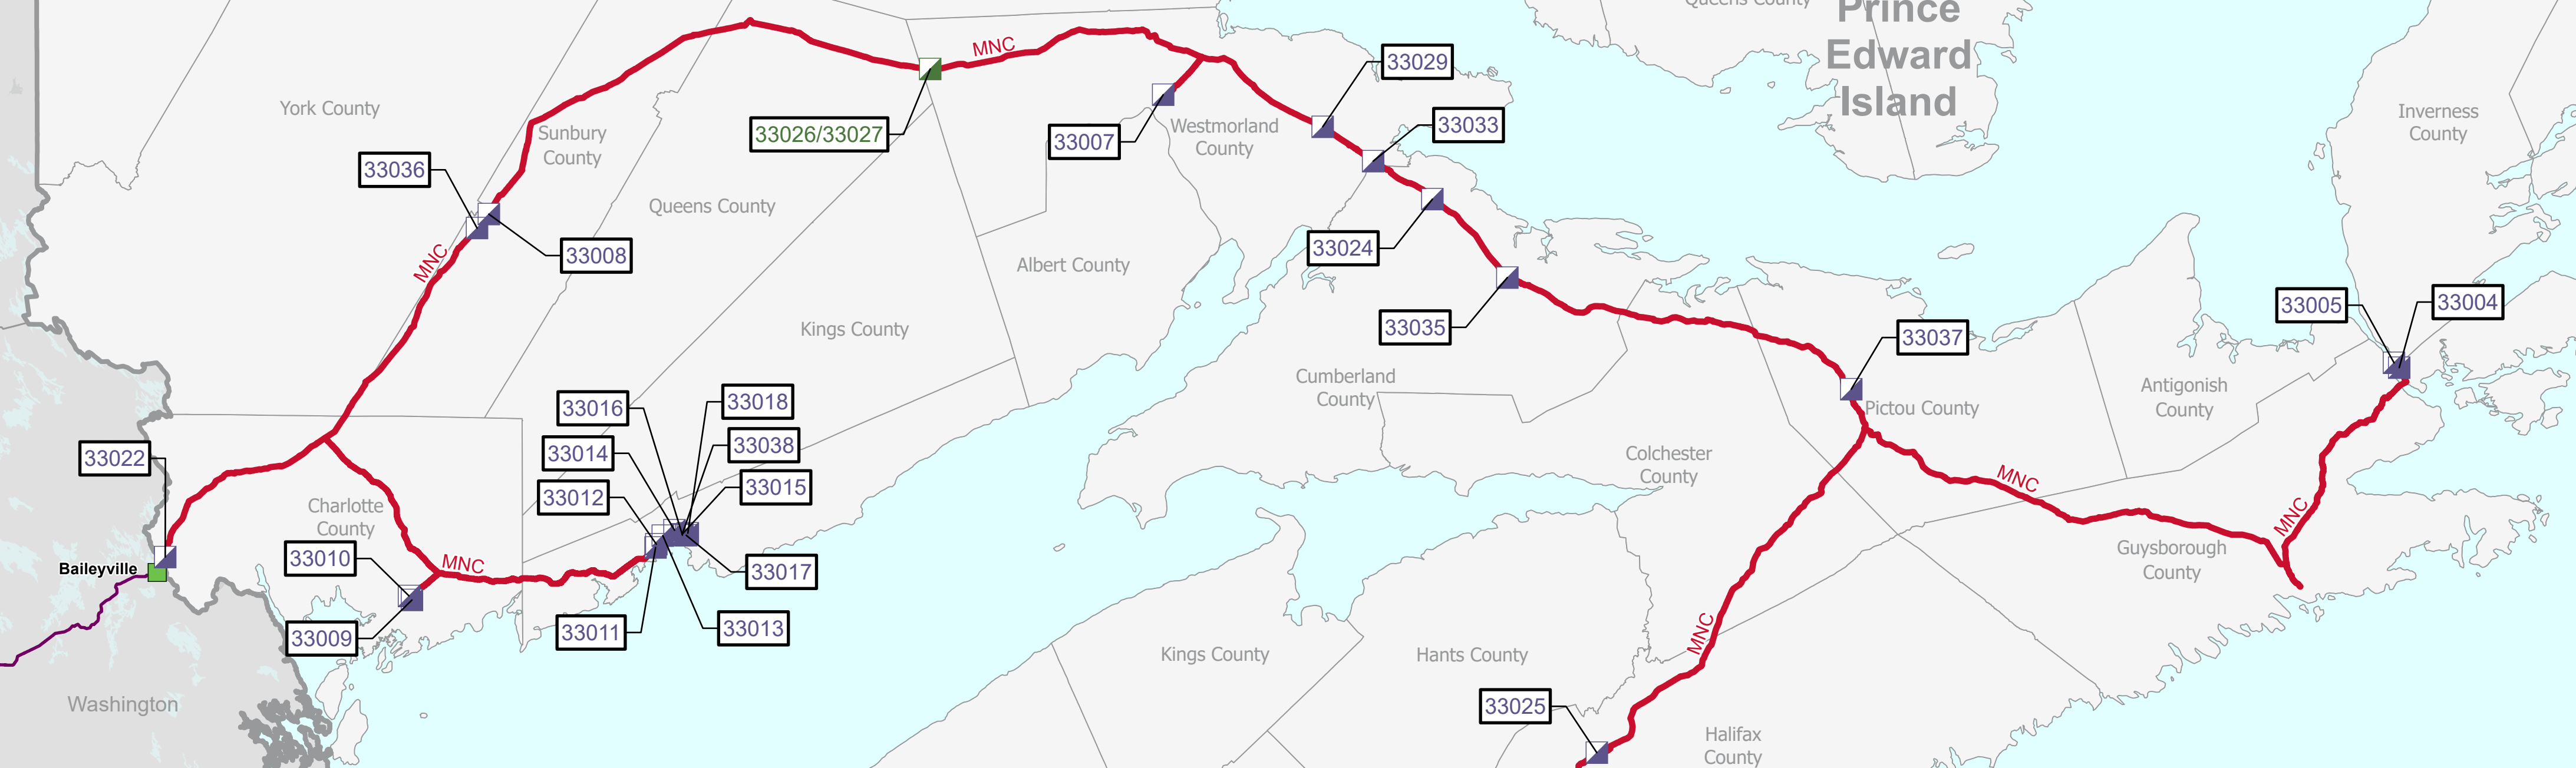 Queens County
Prince
Edward
Island
MNC
33029
York County
Sunbury
County
33026/33027
33007
Westmorland
County
33033
Inverness
County
33036
Queens County
33008
MNC
33024
Albert County
Kings County
33035
33005
33004
33037
Cumberland
County
Pictou County
Antigonish
County
33016
33018
33014
33038
33022
33012
33015
Colchester
County
MNC
Charlotte
County
33010
MNC
Baileyville
33017
MNC
Guysborough
County
33009
33011
33013
MNC
Kings County
Hants County
Washington
33025
Halifax
County